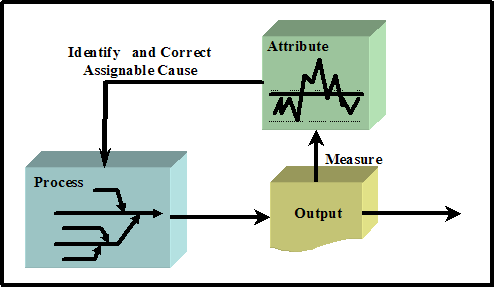 Identify and Correct
Assignable Cause
Attribute
Measure
Process
Output